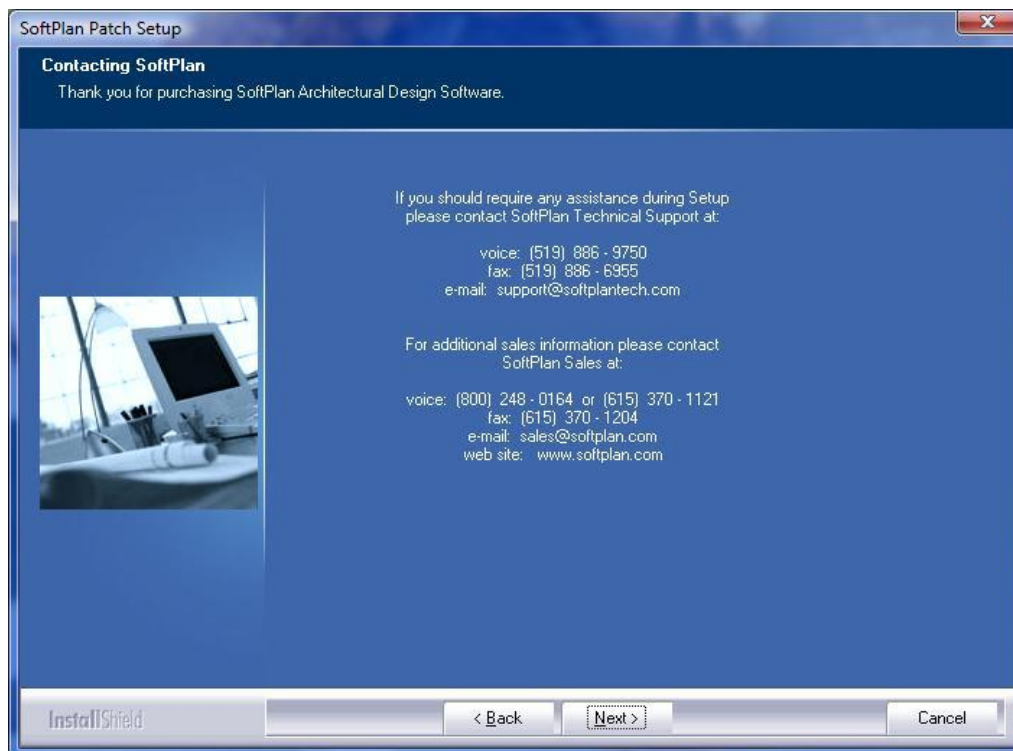 SoftPlan Patch Setup
Contacting SoftPlan
Thank you for purchasing SoftPlan Architectural Design Software.
If you should require any assistance during Setup
please contact SoftPlan Technical Support at:
voice: (519) 886 - 9750
fax: (519) 886 - 6955
e-mail: support@softplantech.com
For additional sales information please contact
SoftPlan Sales at:
voice: (800) 248 - 0164 or (615) 370 - 1121
fax: (615) 370 - 1204
e-mail: sales@softplan.com
web site: www.softplan.com
InstallShield
< Back
Next >
Cancel